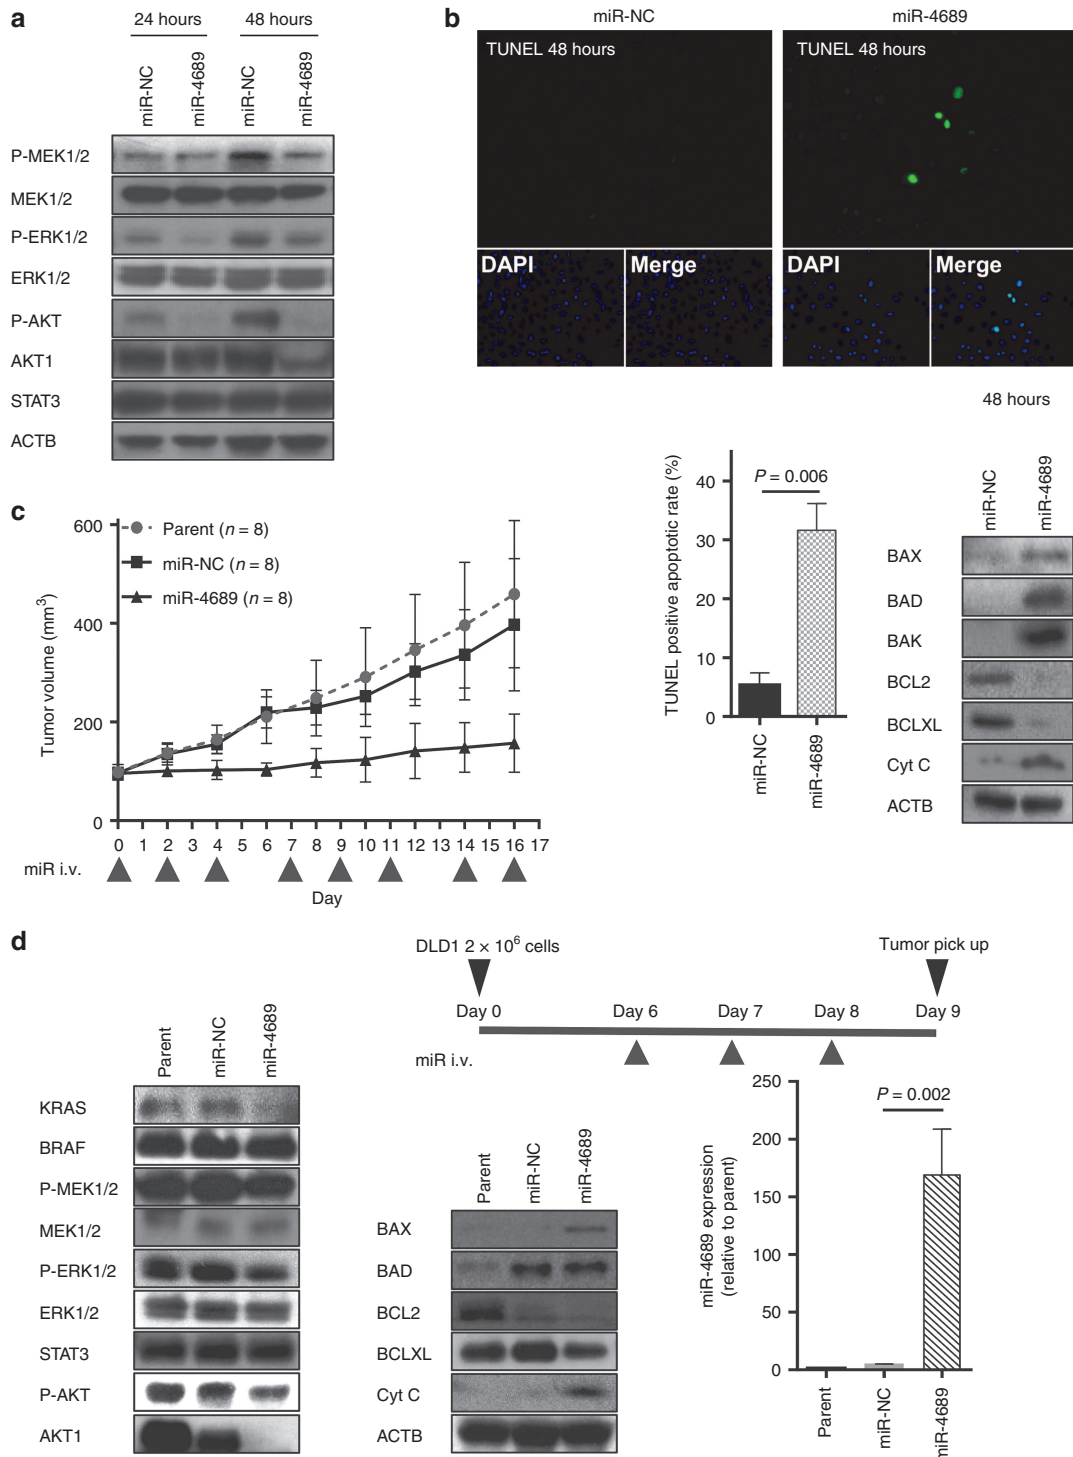 a
24 hours
48 hours
miR-NC
miR-4689
miR-NC
miR-4689
P-MEK1/2
MEK1/2
P-ERK1/2
ERK1/2
P-AKT
AKT1
STAT3
ACTB
b
miR-NC
miR-4689
TUNEL 48 hours
TUNEL 48 hours
DAPI
Merge
DAPI
Merge
TUNEL positive apoptotic rate (%)
40
30
20
10
0
P = 0.006
miR-NC
miR-4689
48 hours
miR-NC
miR-4689
BAX
BAD
BAK
BCL2
BCLXL
Cyt C
ACTB
c
Tumor volume (mm³)
600
400
200
0
Parent (n = 8)
miR-NC (n = 8)
miR-4689 (n = 8)
0 1 2 3 4 5 6 7 8 9 10 11 12 13 14 15 16 17
miR i.v.
Day
d
DLD1 2 × 10⁶ cells
Tumor pick up
Day 0
Day 6
Day 7
Day 8
Day 9
miR i.v.
Parent
miR-NC
miR-4689
KRAS
BRAF
P-MEK1/2
MEK1/2
P-ERK1/2
ERK1/2
STAT3
P-AKT
AKT1
Parent
miR-NC
miR-4689
BAX
BAD
BCL2
BCLXL
Cyt C
ACTB
miR-4689 expression
(relative to parent)
250
200
150
100
50
0
P = 0.002
Parent
miR-NC
miR-4689